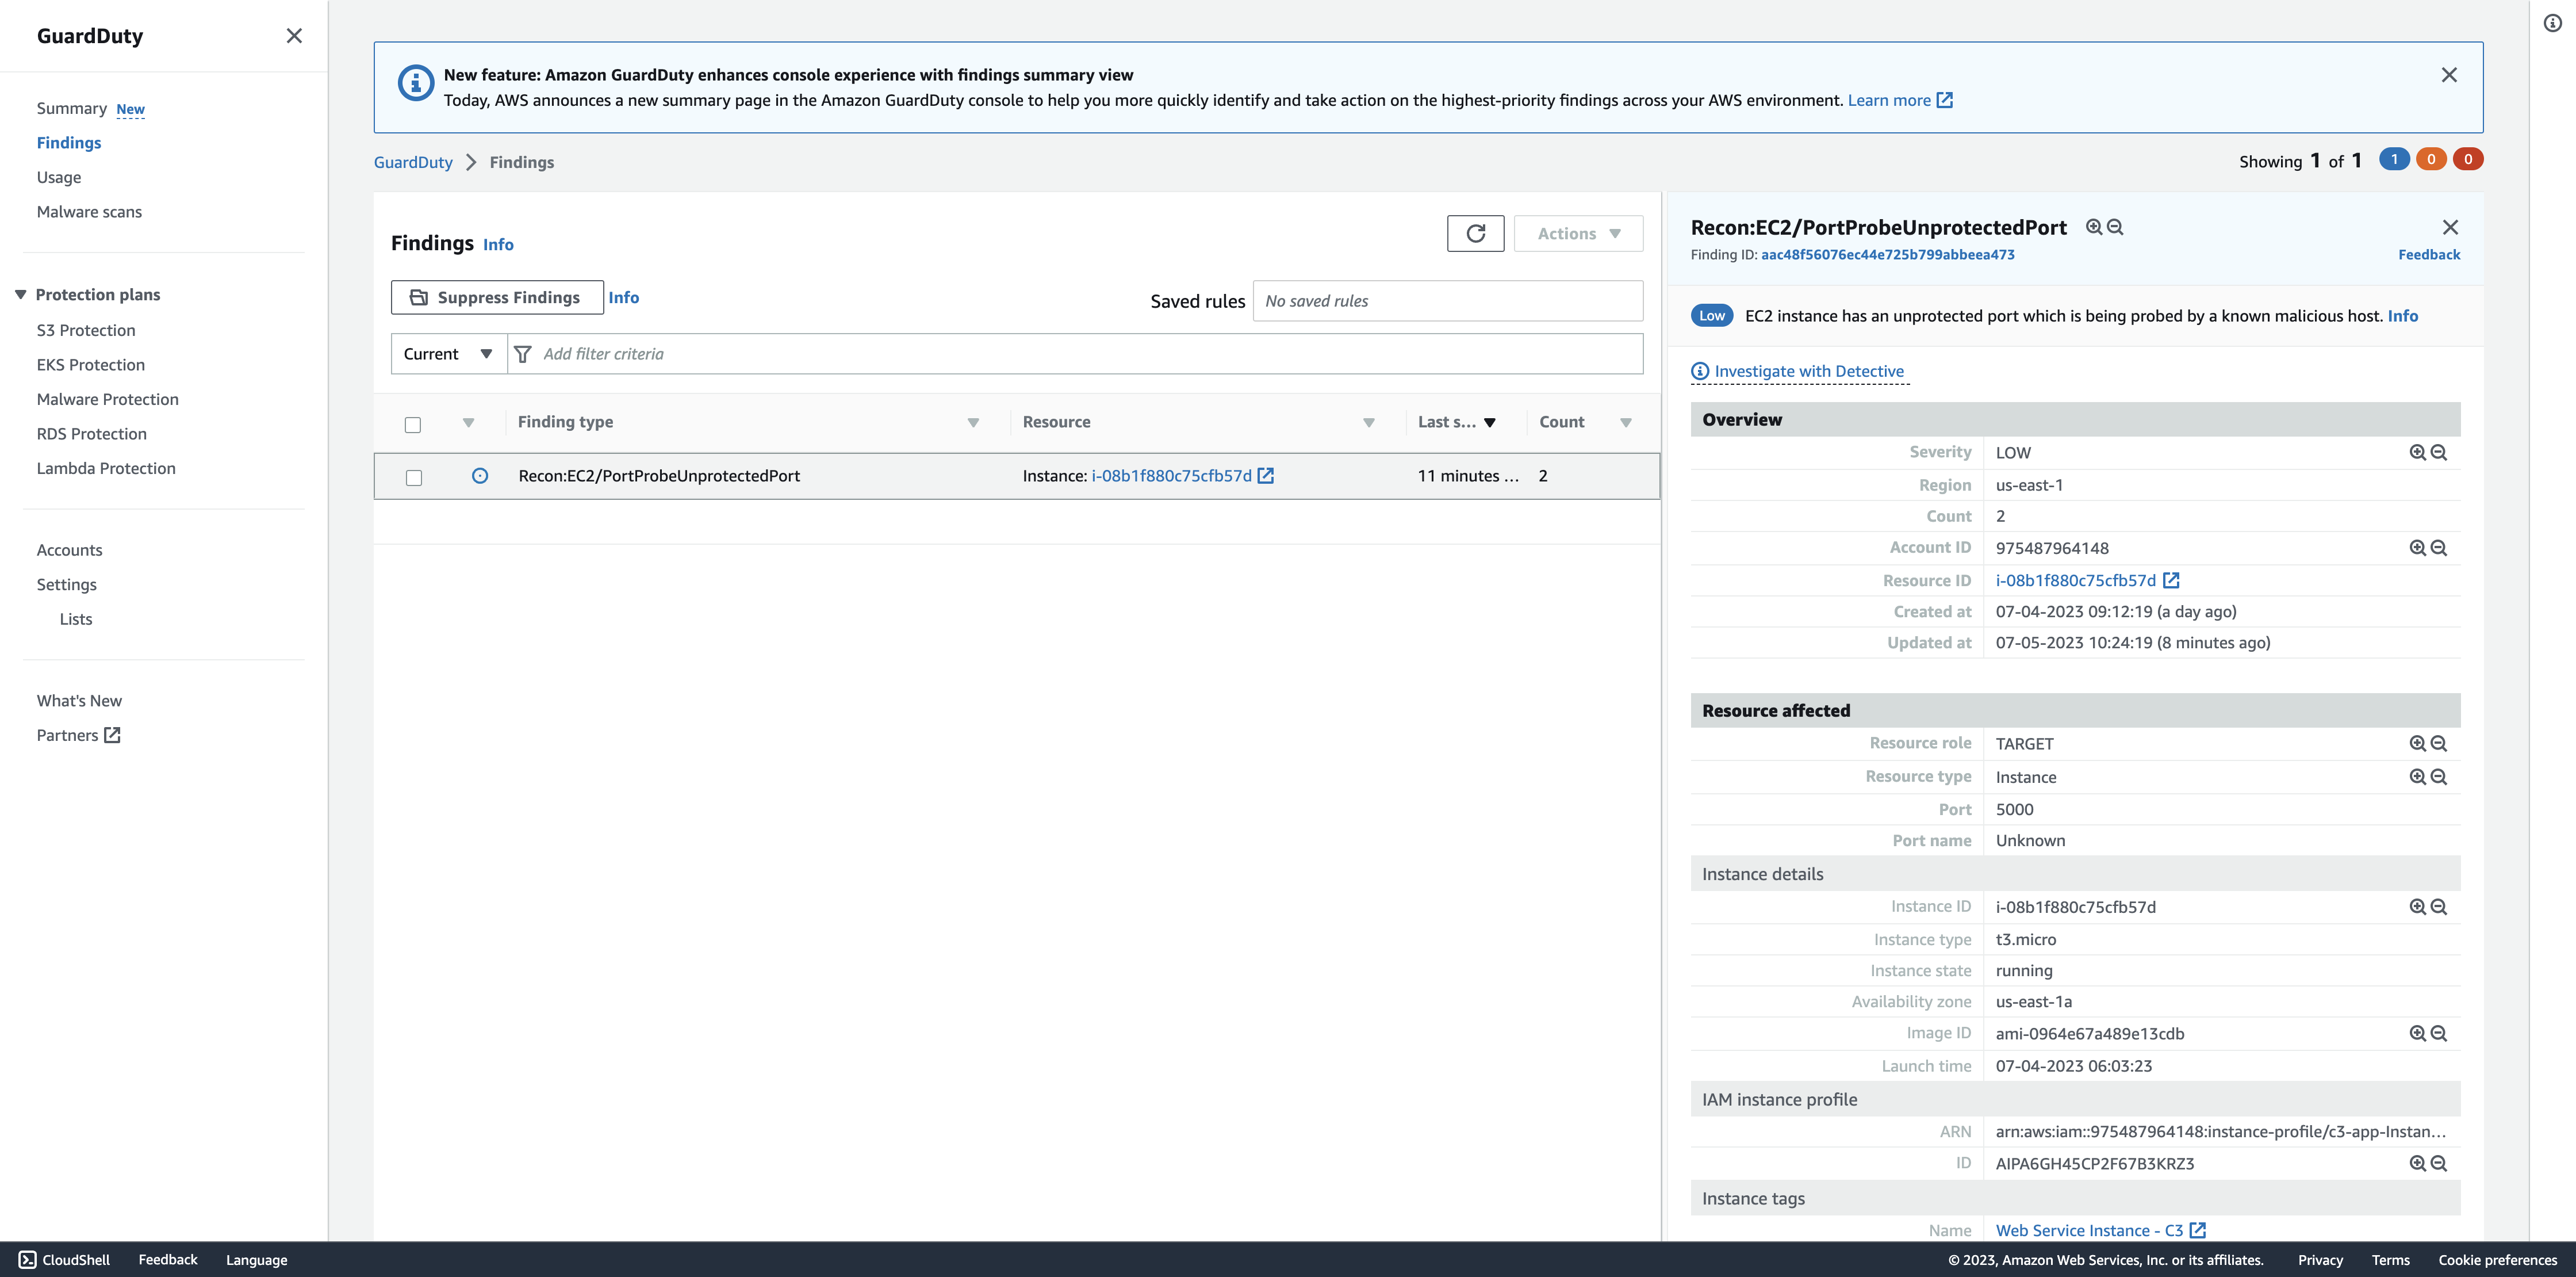 GuardDuty
Summary New
Findings
Usage
Malware scans
Protection plans
S3 Protection
EKS Protection
Malware Protection
RDS Protection
Lambda Protection
Accounts
Settings
Lists
What's New
Partners
New feature: Amazon GuardDuty enhances console experience with findings summary view
Today, AWS announces a new summary page in the Amazon GuardDuty console to help you more quickly identify and take action on the highest-priority findings across your AWS environment. Learn more
GuardDuty > Findings
Showing 1 of 1 1 0 0
Findings Info
Actions
Suppress Findings Info
Saved rules No saved rules
Current Add filter criteria
Finding type Resource Last s... Count
Recon:EC2/PortProbeUnprotectedPort Instance: i-08b1f880c75cfb57d 11 minutes ... 2
Recon:EC2/PortProbeUnprotectedPort
Finding ID: aac48f56076ec44e725b799abbeea473 Feedback
Low EC2 instance has an unprotected port which is being probed by a known malicious host. Info
Investigate with Detective
Overview
Severity LOW
Region us-east-1
Count 2
Account ID 975487964148
Resource ID i-08b1f880c75cfb57d
Created at 07-04-2023 09:12:19 (a day ago)
Updated at 07-05-2023 10:24:19 (8 minutes ago)
Resource affected
Resource role TARGET
Resource type Instance
Port 5000
Port name Unknown
Instance details
Instance ID i-08b1f880c75cfb57d
Instance type t3.micro
Instance state running
Availability zone us-east-1a
Image ID ami-0964e67a489e13cdb
Launch time 07-04-2023 06:03:23
IAM instance profile
ARN arn:aws:iam::975487964148:instance-profile/c3-app-Instan...
ID AIPA6GH45CP2F67B3KRZ3
Instance tags
Name Web Service Instance - C3
CloudShell Feedback Language
© 2023, Amazon Web Services, Inc. or its affiliates. Privacy Terms Cookie preferences